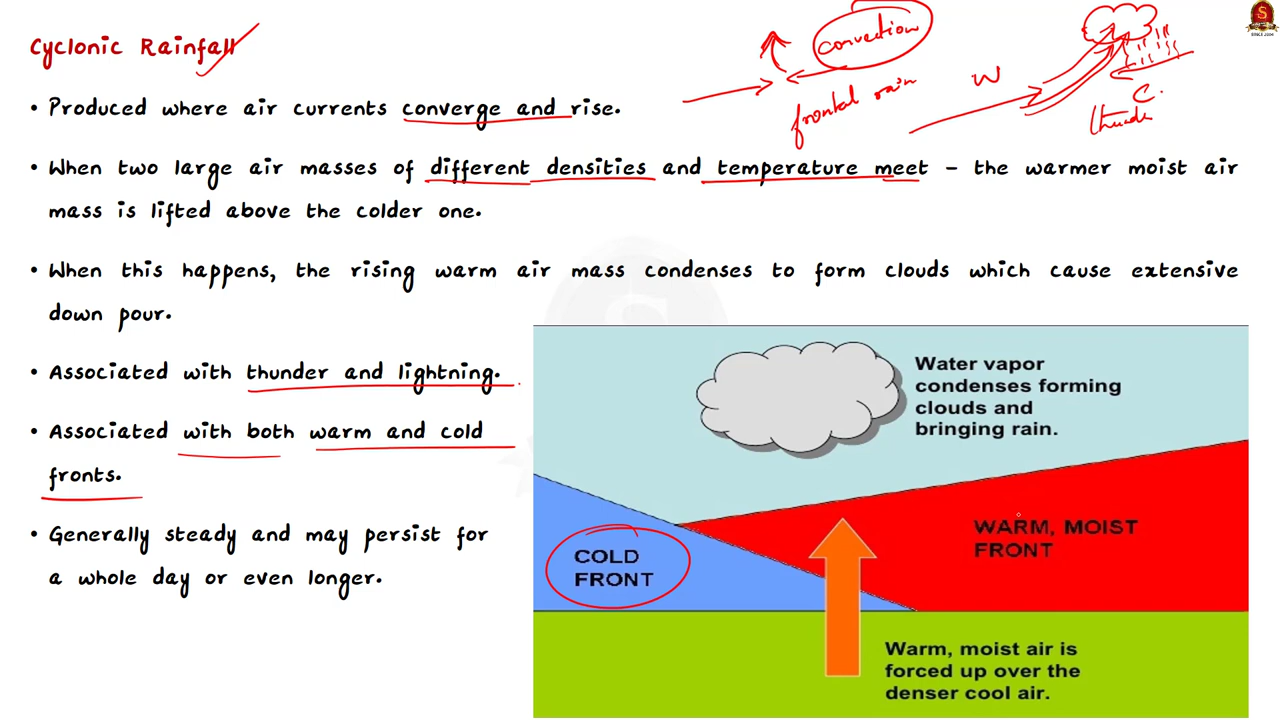 Cyclonic Rainfall
convection
frontal rain
W
C.
• Produced where air currents converge and rise.
• When two large air masses of different densities and temperature meet – the warmer moist air
mass is lifted above the colder one.
• When this happens, the rising warm air mass condenses to form clouds which cause extensive
down pour.
• Associated with thunder and lightning.
• Associated with both warm and cold
fronts.
• Generally steady and may persist for
a whole day or even longer.
Water vapor
condenses forming
clouds and
bringing rain.
COLD
FRONT
WARM, MOIST
FRONT
Warm, moist air is
forced up over the
denser cool air.
S